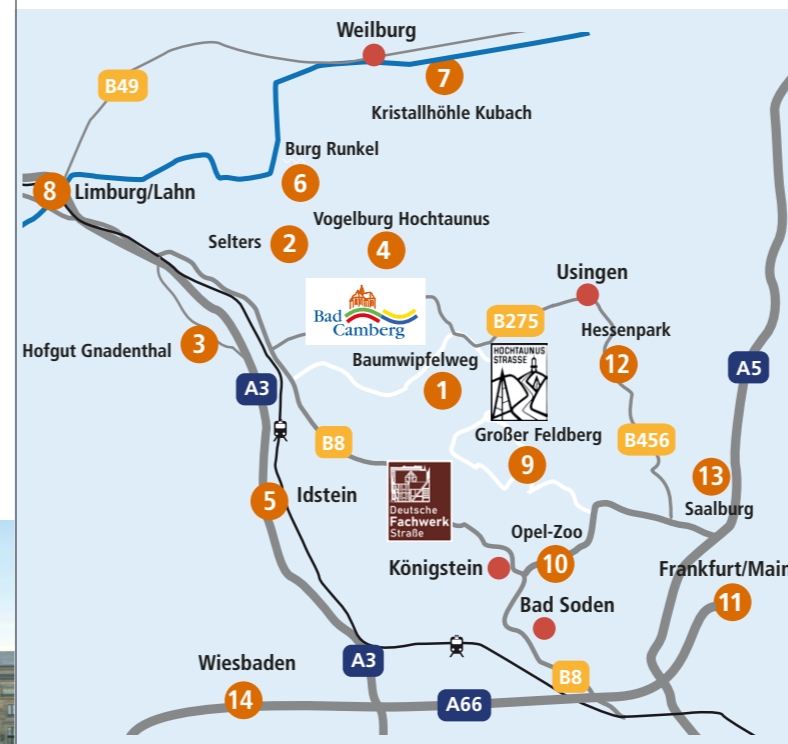 Weilburg
B49
7
Kristallhöhle Kubach
Burg Runkel
8
Limburg/Lahn
6
Vogelburg Hochtaunus
Selters
2
4
Usingen
Bad
Camberg
B275
Hessenpark
HOCHTAUNUS
STRASSE
Hofgut Gnadenthal
3
Baumwipfelweg
12
A5
A3
1
B8
Großer Feldberg
B456
9
13
Deutsche
Fachwerk
Straße
5
Idstein
Saalburg
Opel-Zoo
Königstein
10
Frankfurt/Main
Bad Soden
11
Wiesbaden
A3
B8
14
A66